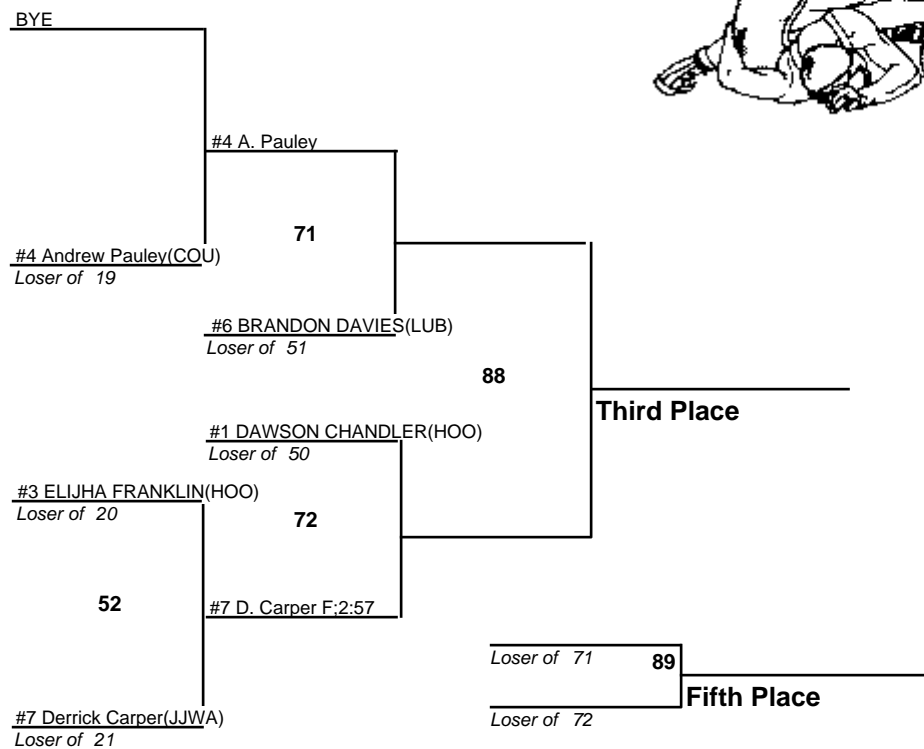 BYE
#4 A. Pauley
71
#4 Andrew Pauley(COU)
Loser of 19
#6 BRANDON DAVIES(LUB)
Loser of 51
88
Third Place
#1 DAWSON CHANDLER(HOO)
Loser of 50
#3 ELIJHA FRANKLIN(HOO)
Loser of 20
72
52
#7 D. Carper F;2:57
Loser of 71
89
Fifth Place
#7 Derrick Carper(JJWA)
Loser of 21
Loser of 72